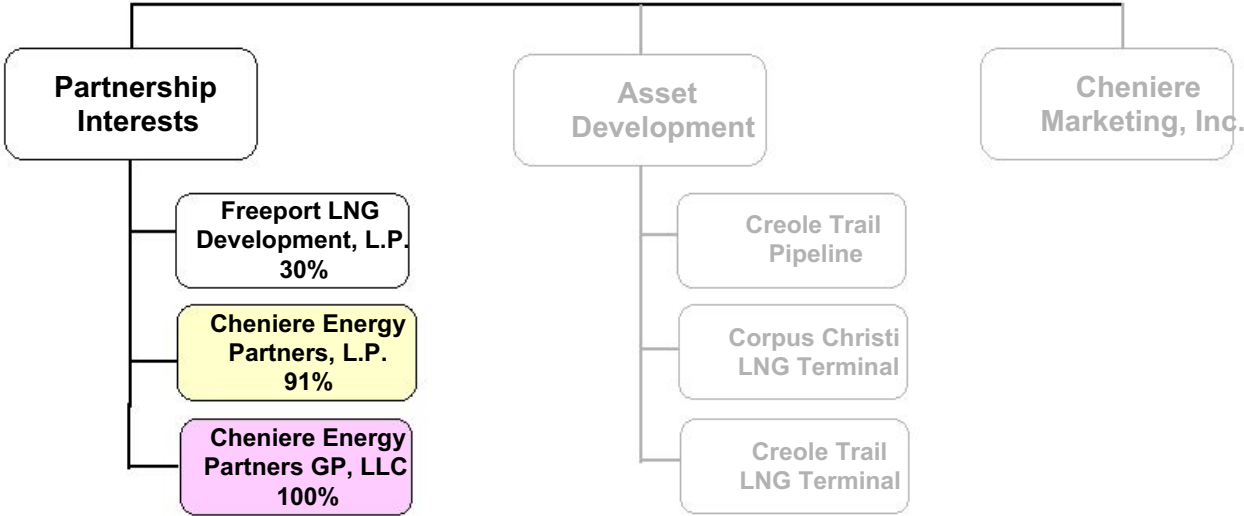 Partnership
Interests
Asset
Development
Cheniere
Marketing, Inc.
Freeport LNG
Development, L.P.
30%
Cheniere Energy
Partners, L.P.
91%
Cheniere Energy
Partners GP, LLC
100%
Creole Trail
Pipeline
Corpus Christi
LNG Terminal
Creole Trail
LNG Terminal